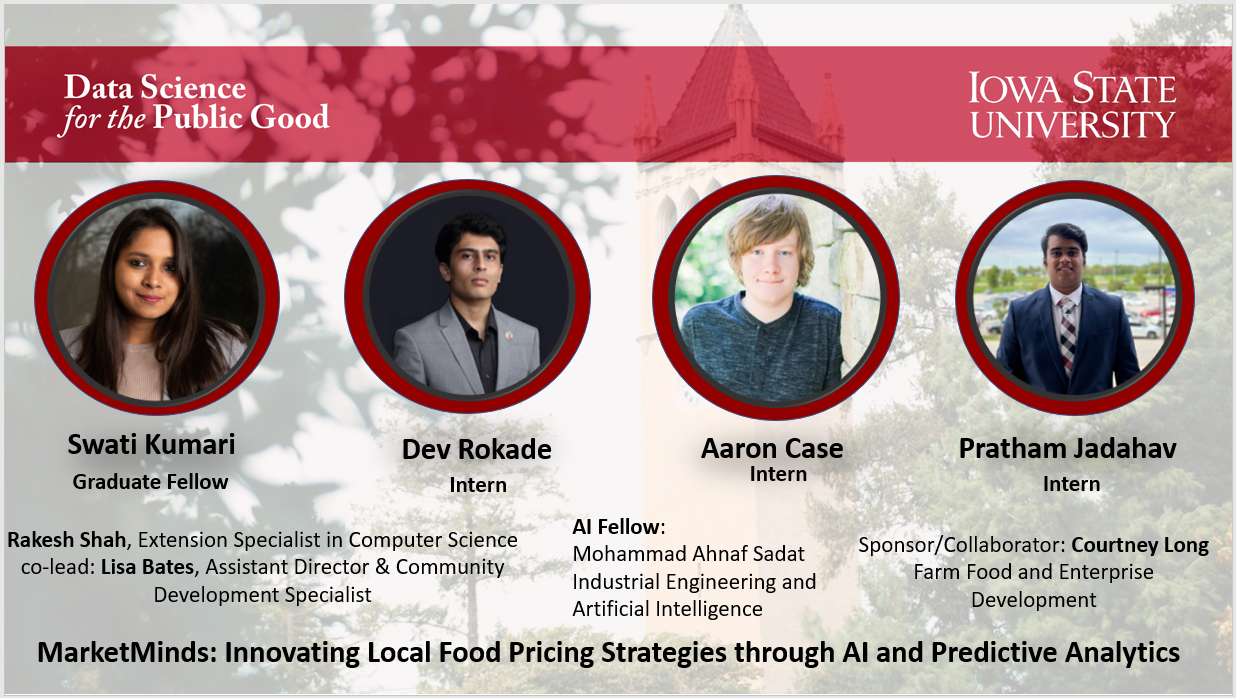 Data Science
for the Public Good
IOWA STATE
UNIVERSITY
Swati Kumari
Graduate Fellow
Dev Rokade
Intern
Aaron Case
Intern
Pratham Jadahav
Intern
Rakesh Shah, Extension Specialist in Computer Science
co-lead: Lisa Bates, Assistant Director & Community
Development Specialist
AI Fellow:
Mohammad Ahnaf Sadat
Industrial Engineering and
Artificial Intelligence
Sponsor/Collaborator: Courtney Long
Farm Food and Enterprise
Development
MarketMinds: Innovating Local Food Pricing Strategies through AI and Predictive Analytics